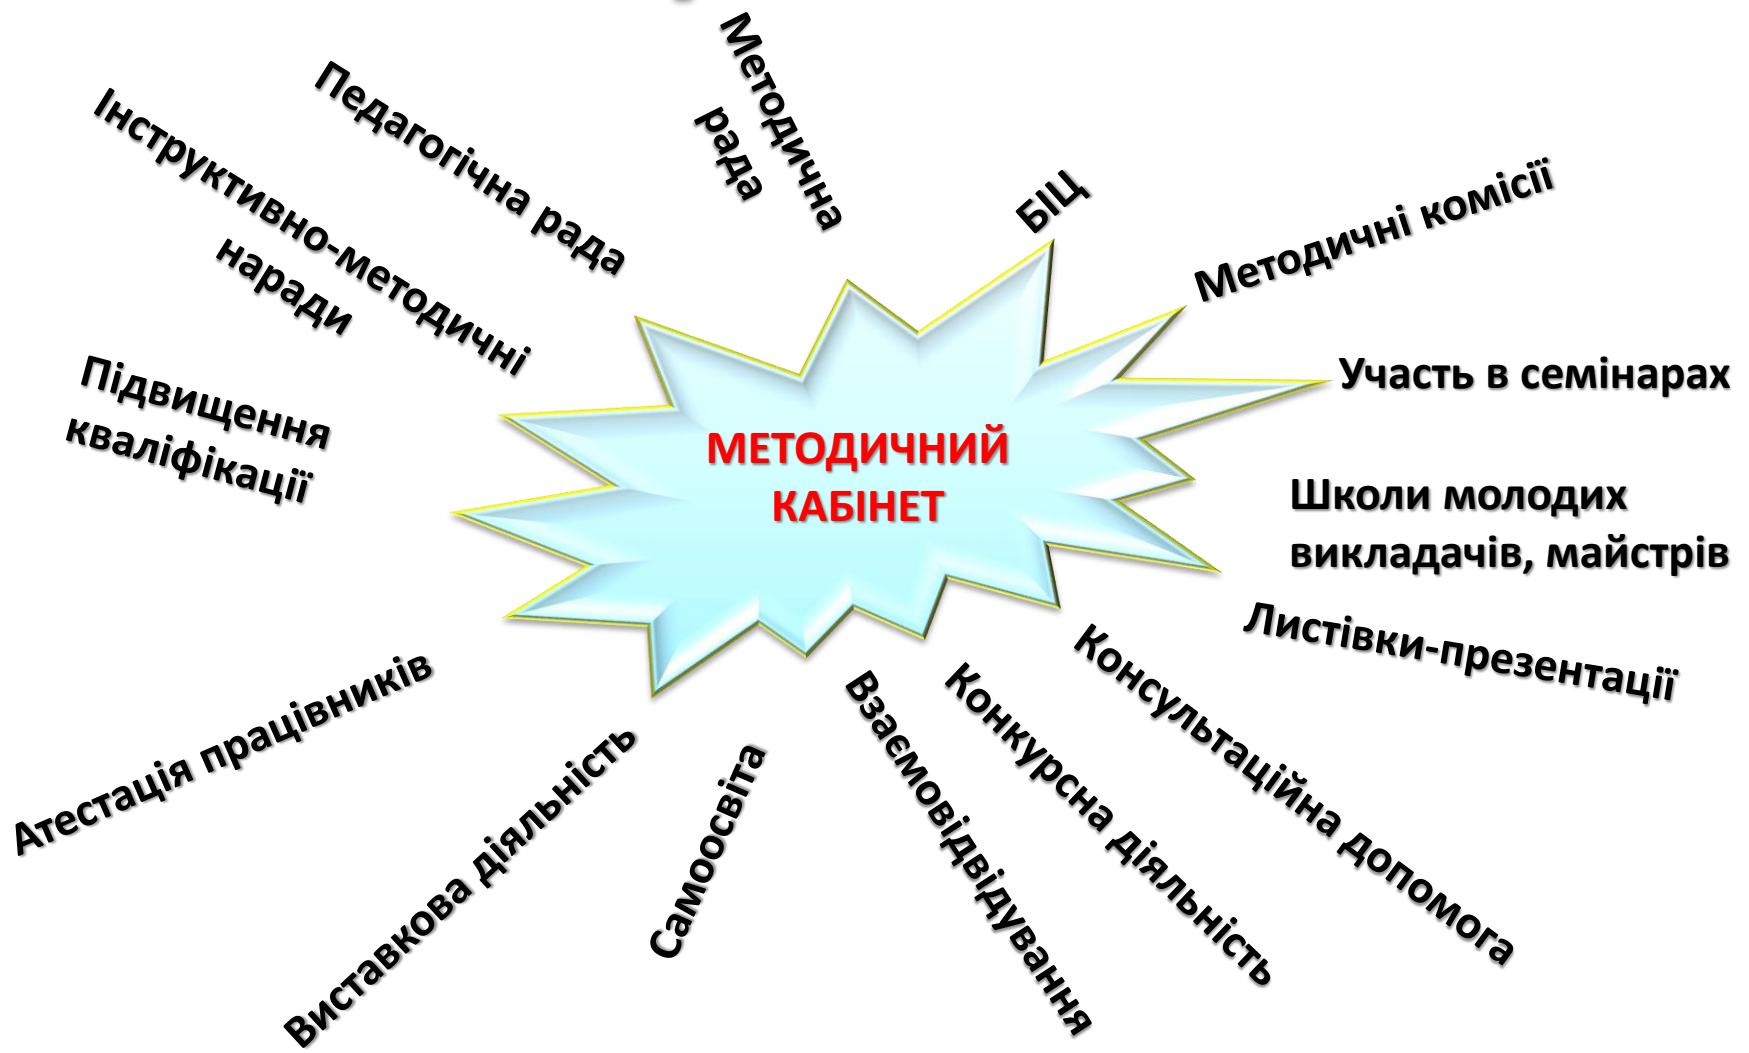 Методична
рада
Педагогічна рада
Інструктивно-методичні
наради
БІЦ
Методичні комісії
Підвищення
кваліфікації
Участь в семінарах
МЕТОДИЧНИЙ
КАБІНЕТ
Школи молодих
викладачів, майстрів
Листівки-презентації
Атестація працівників
Виставкова діяльність
Самоосвіта
Взаємовідвідування
Конкурсна діяльність
Консультаційна допомога